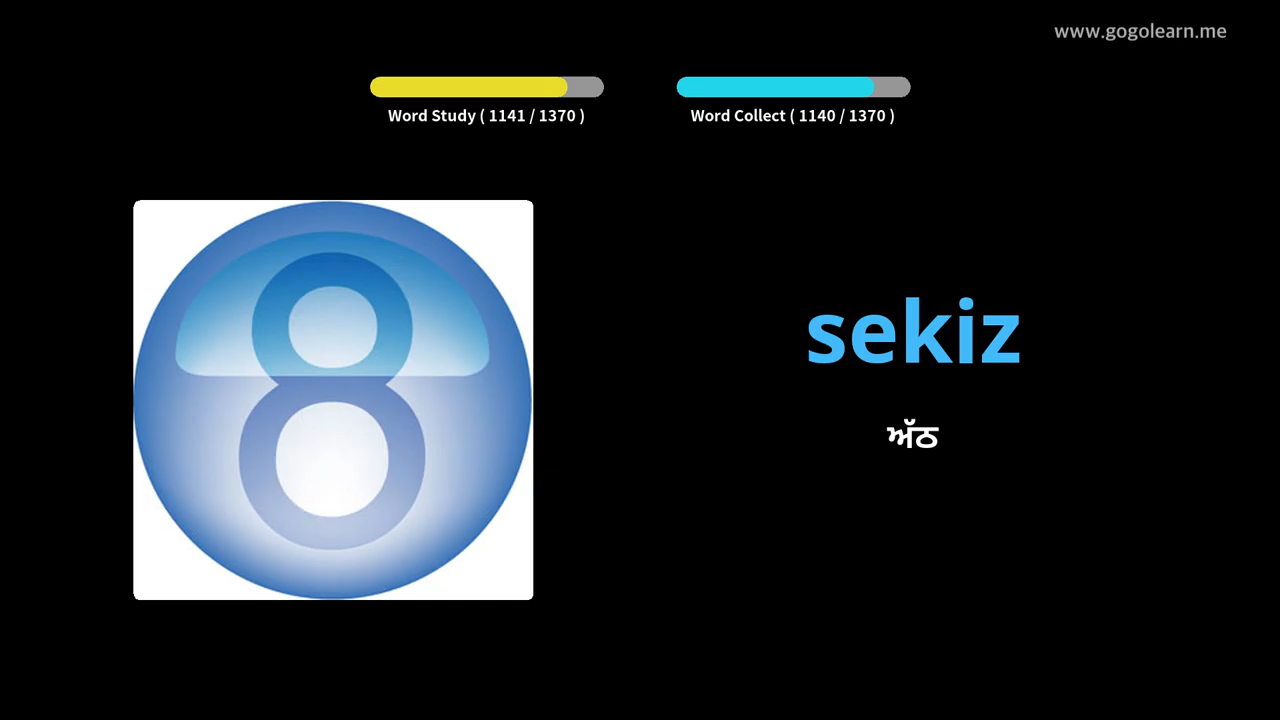 www.gogolearn.me
Word Study ( 1141 / 1370 )
Word Collect ( 1140 / 1370 )
8
sekiz
ਅੱਠ